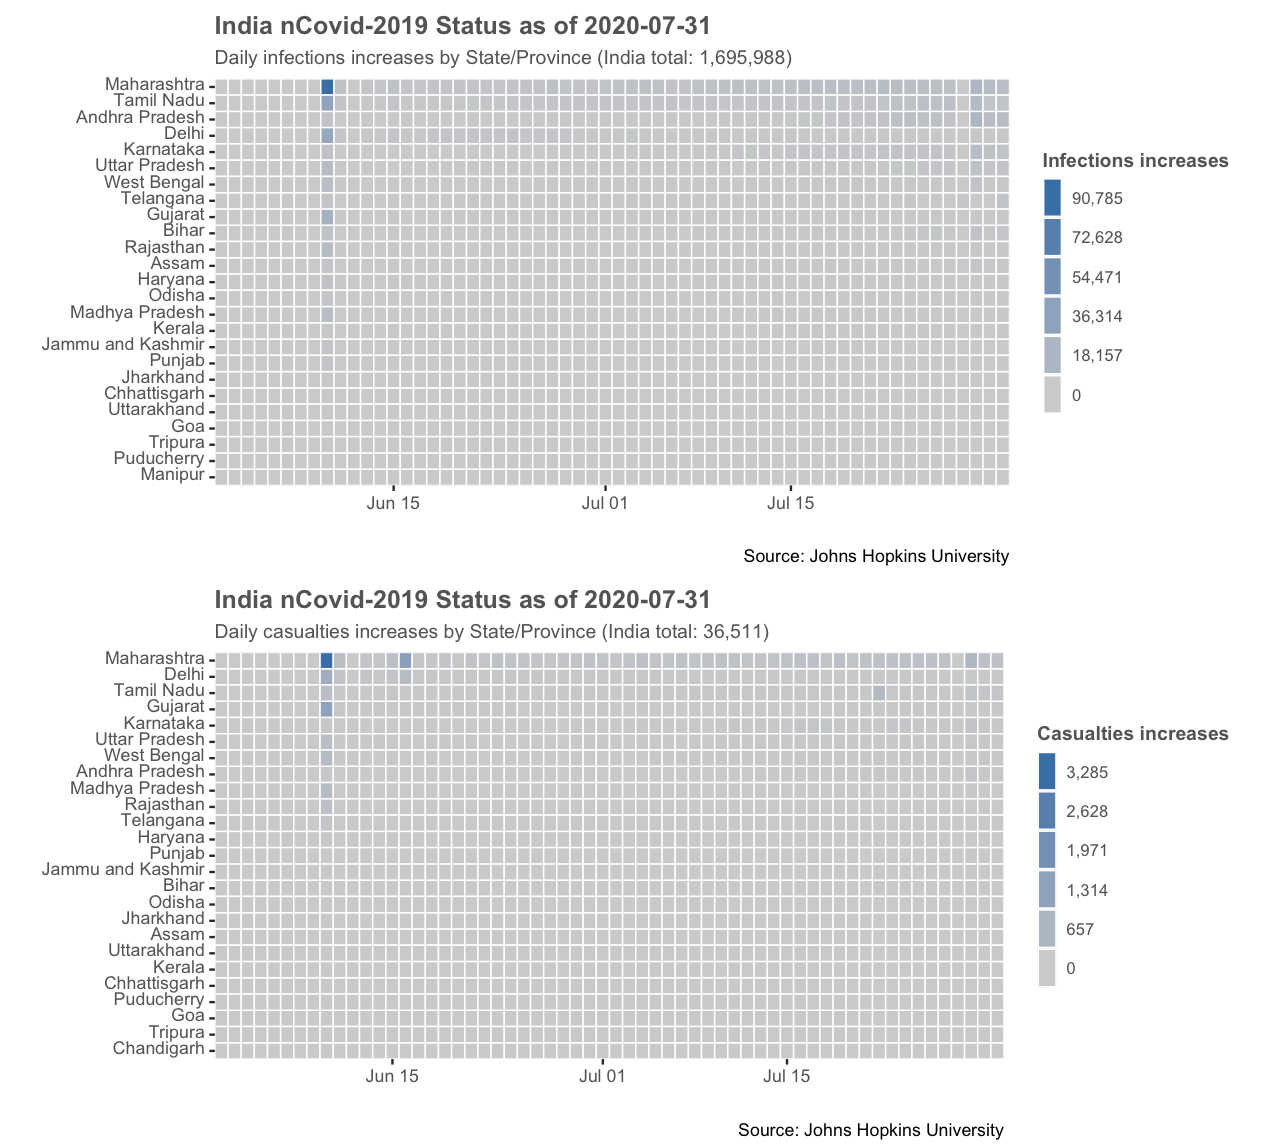 India nCovid-2019 Status as of 2020-07-31
Daily infections increases by State/Province (India total: 1,695,988)
Maharashtra
Tamil Nadu
Andhra Pradesh
Delhi
Karnataka
Uttar Pradesh
West Bengal
Telangana
Gujarat
Bihar
Rajasthan
Assam
Haryana
Odisha
Madhya Pradesh
Kerala
Jammu and Kashmir
Punjab
Jharkhand
Chhattisgarh
Uttarakhand
Goa
Tripura
Puducherry
Manipur
Jun 15 Jul 01 Jul 15
Infections increases
90,785
72,628
54,471
36,314
18,157
0
Source: Johns Hopkins University
India nCovid-2019 Status as of 2020-07-31
Daily casualties increases by State/Province (India total: 36,511)
Maharashtra
Delhi
Tamil Nadu
Gujarat
Karnataka
Uttar Pradesh
West Bengal
Andhra Pradesh
Madhya Pradesh
Rajasthan
Telangana
Haryana
Punjab
Jammu and Kashmir
Bihar
Odisha
Jharkhand
Assam
Uttarakhand
Kerala
Chhattisgarh
Puducherry
Goa
Tripura
Chandigarh
Jun 15 Jul 01 Jul 15
Casualties increases
3,285
2,628
1,971
1,314
657
0
Source: Johns Hopkins University